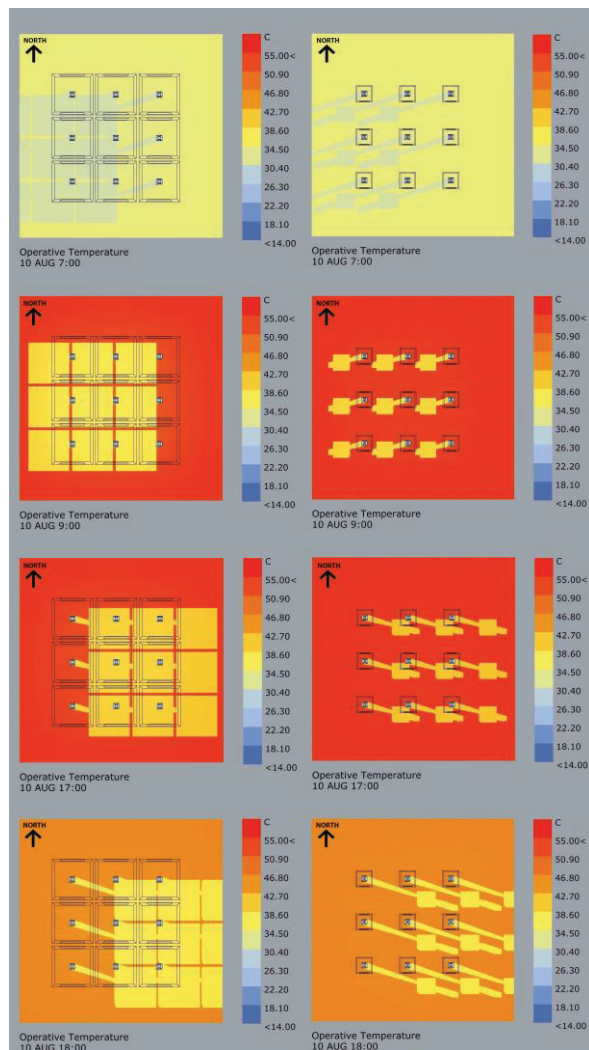 NORTH
C
55.00<
50.90
46.80
42.70
38.60
34.50
30.40
26.30
22.20
18.10
<14.00
Operative Temperature
10 AUG 7:00
NORTH
C
55.00<
50.90
46.80
42.70
38.60
34.50
30.40
26.30
22.20
18.10
<14.00
Operative Temperature
10 AUG 7:00
NORTH
C
55.00<
50.90
46.80
42.70
38.60
34.50
30.40
26.30
22.20
18.10
<14.00
Operative Temperature
10 AUG 9:00
NORTH
C
55.00<
50.90
46.80
42.70
38.60
34.50
30.40
26.30
22.20
18.10
<14.00
Operative Temperature
10 AUG 9:00
NORTH
C
55.00<
50.90
46.80
42.70
38.60
34.50
30.40
26.30
22.20
18.10
<14.00
Operative Temperature
10 AUG 17:00
NORTH
C
55.00<
50.90
46.80
42.70
38.60
34.50
30.40
26.30
22.20
18.10
<14.00
Operative Temperature
10 AUG 17:00
NORTH
C
55.00<
50.90
46.80
42.70
38.60
34.50
30.40
26.30
22.20
18.10
<14.00
Operative Temperature
10 AUG 18:00
NORTH
C
55.00<
50.90
46.80
42.70
38.60
34.50
30.40
26.30
22.20
18.10
<14.00
Operative Temperature
10 AUG 18:00